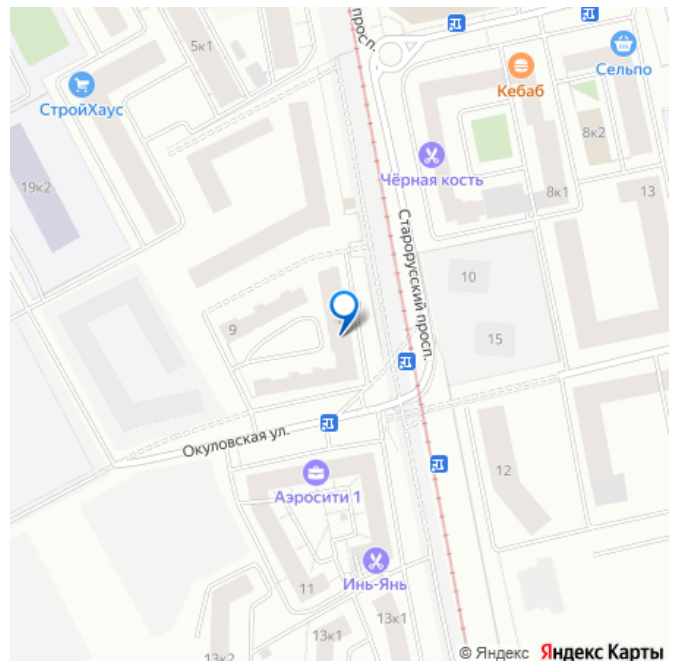 просп.
5к1
Кебаб
Сельпо
СтройХаус
8к2
Чёрная кость
19к2
8к1
13
Старорусский просп.
10
9
15
Окуловская ул.
12
Аэросити 1
Инь-Янь
11
13к1
13к1
13к2
© Яндекс Яндекс Карты